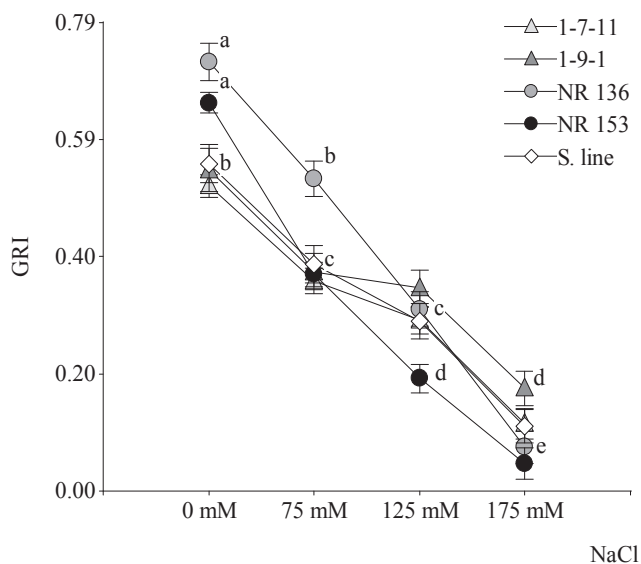 0.79
0.59
0.40
0.20
0.00
GRI
a
a
b
b
c
c
d
d
e
0 mM 75 mM 125 mM 175 mM
NaCl
1-7-11
1-9-1
NR 136
NR 153
S. line